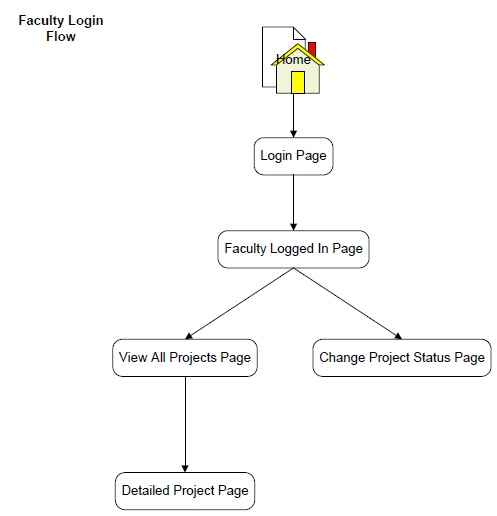 Faculty Login
Flow
Home
Login Page
Faculty Logged In Page
View All Projects Page
Change Project Status Page
Detailed Project Page